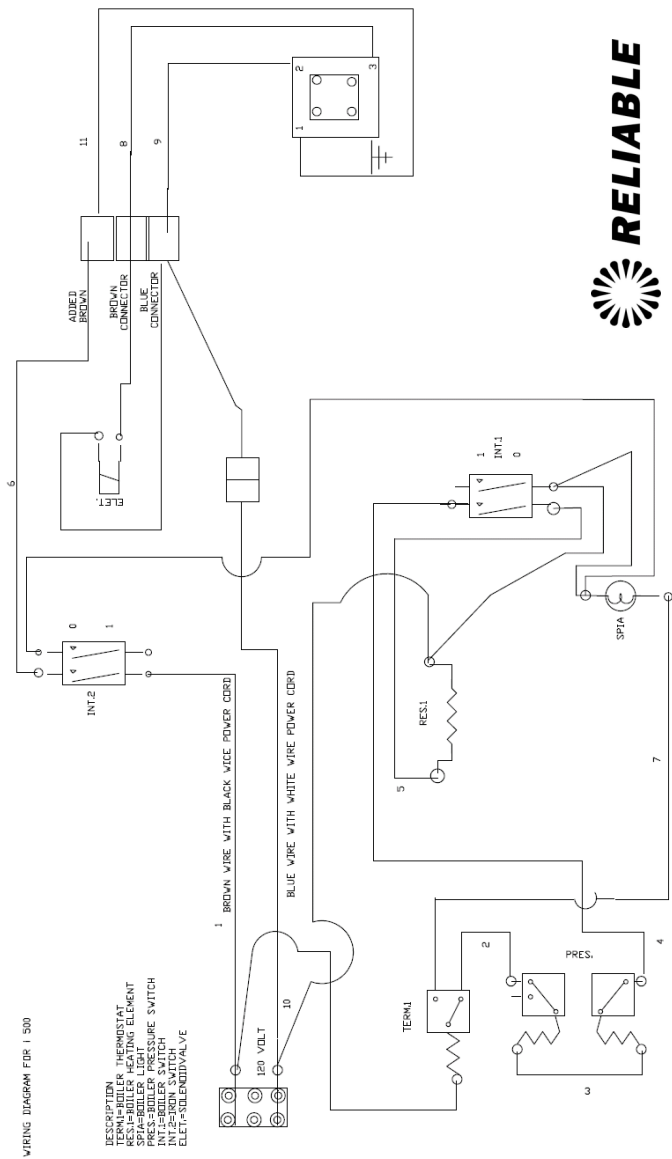 WIRING DIAGRAM FOR i 500
DESCRIPTION
TERM.1=BOILER THERMOSTAT
RES.1=BOILER HEATING ELEMENT
SPIA=BOILER LIGHT
PRES.=BOILER PRESSURE SWITCH
INT.1=BOILER SWITCH
INT.2=IRON SWITCH
ELET.=SOLENOIDVALVE
120 VOLT
1
BROWN WIRE WITH BLACK WICE POWER CORD
10
BLUE WIRE WITH WHITE WIRE POWER CORD
INT.2
0
1
6
ELET.
ADDED
BROWN
BROWN
CONNECTOR
BLUE
CONNECTOR
11
8
9
1
2
3
TERM.1
2
PRES.
3
4
5
RES.1
7
SPIA
1
INT.1
0
RELIABLE